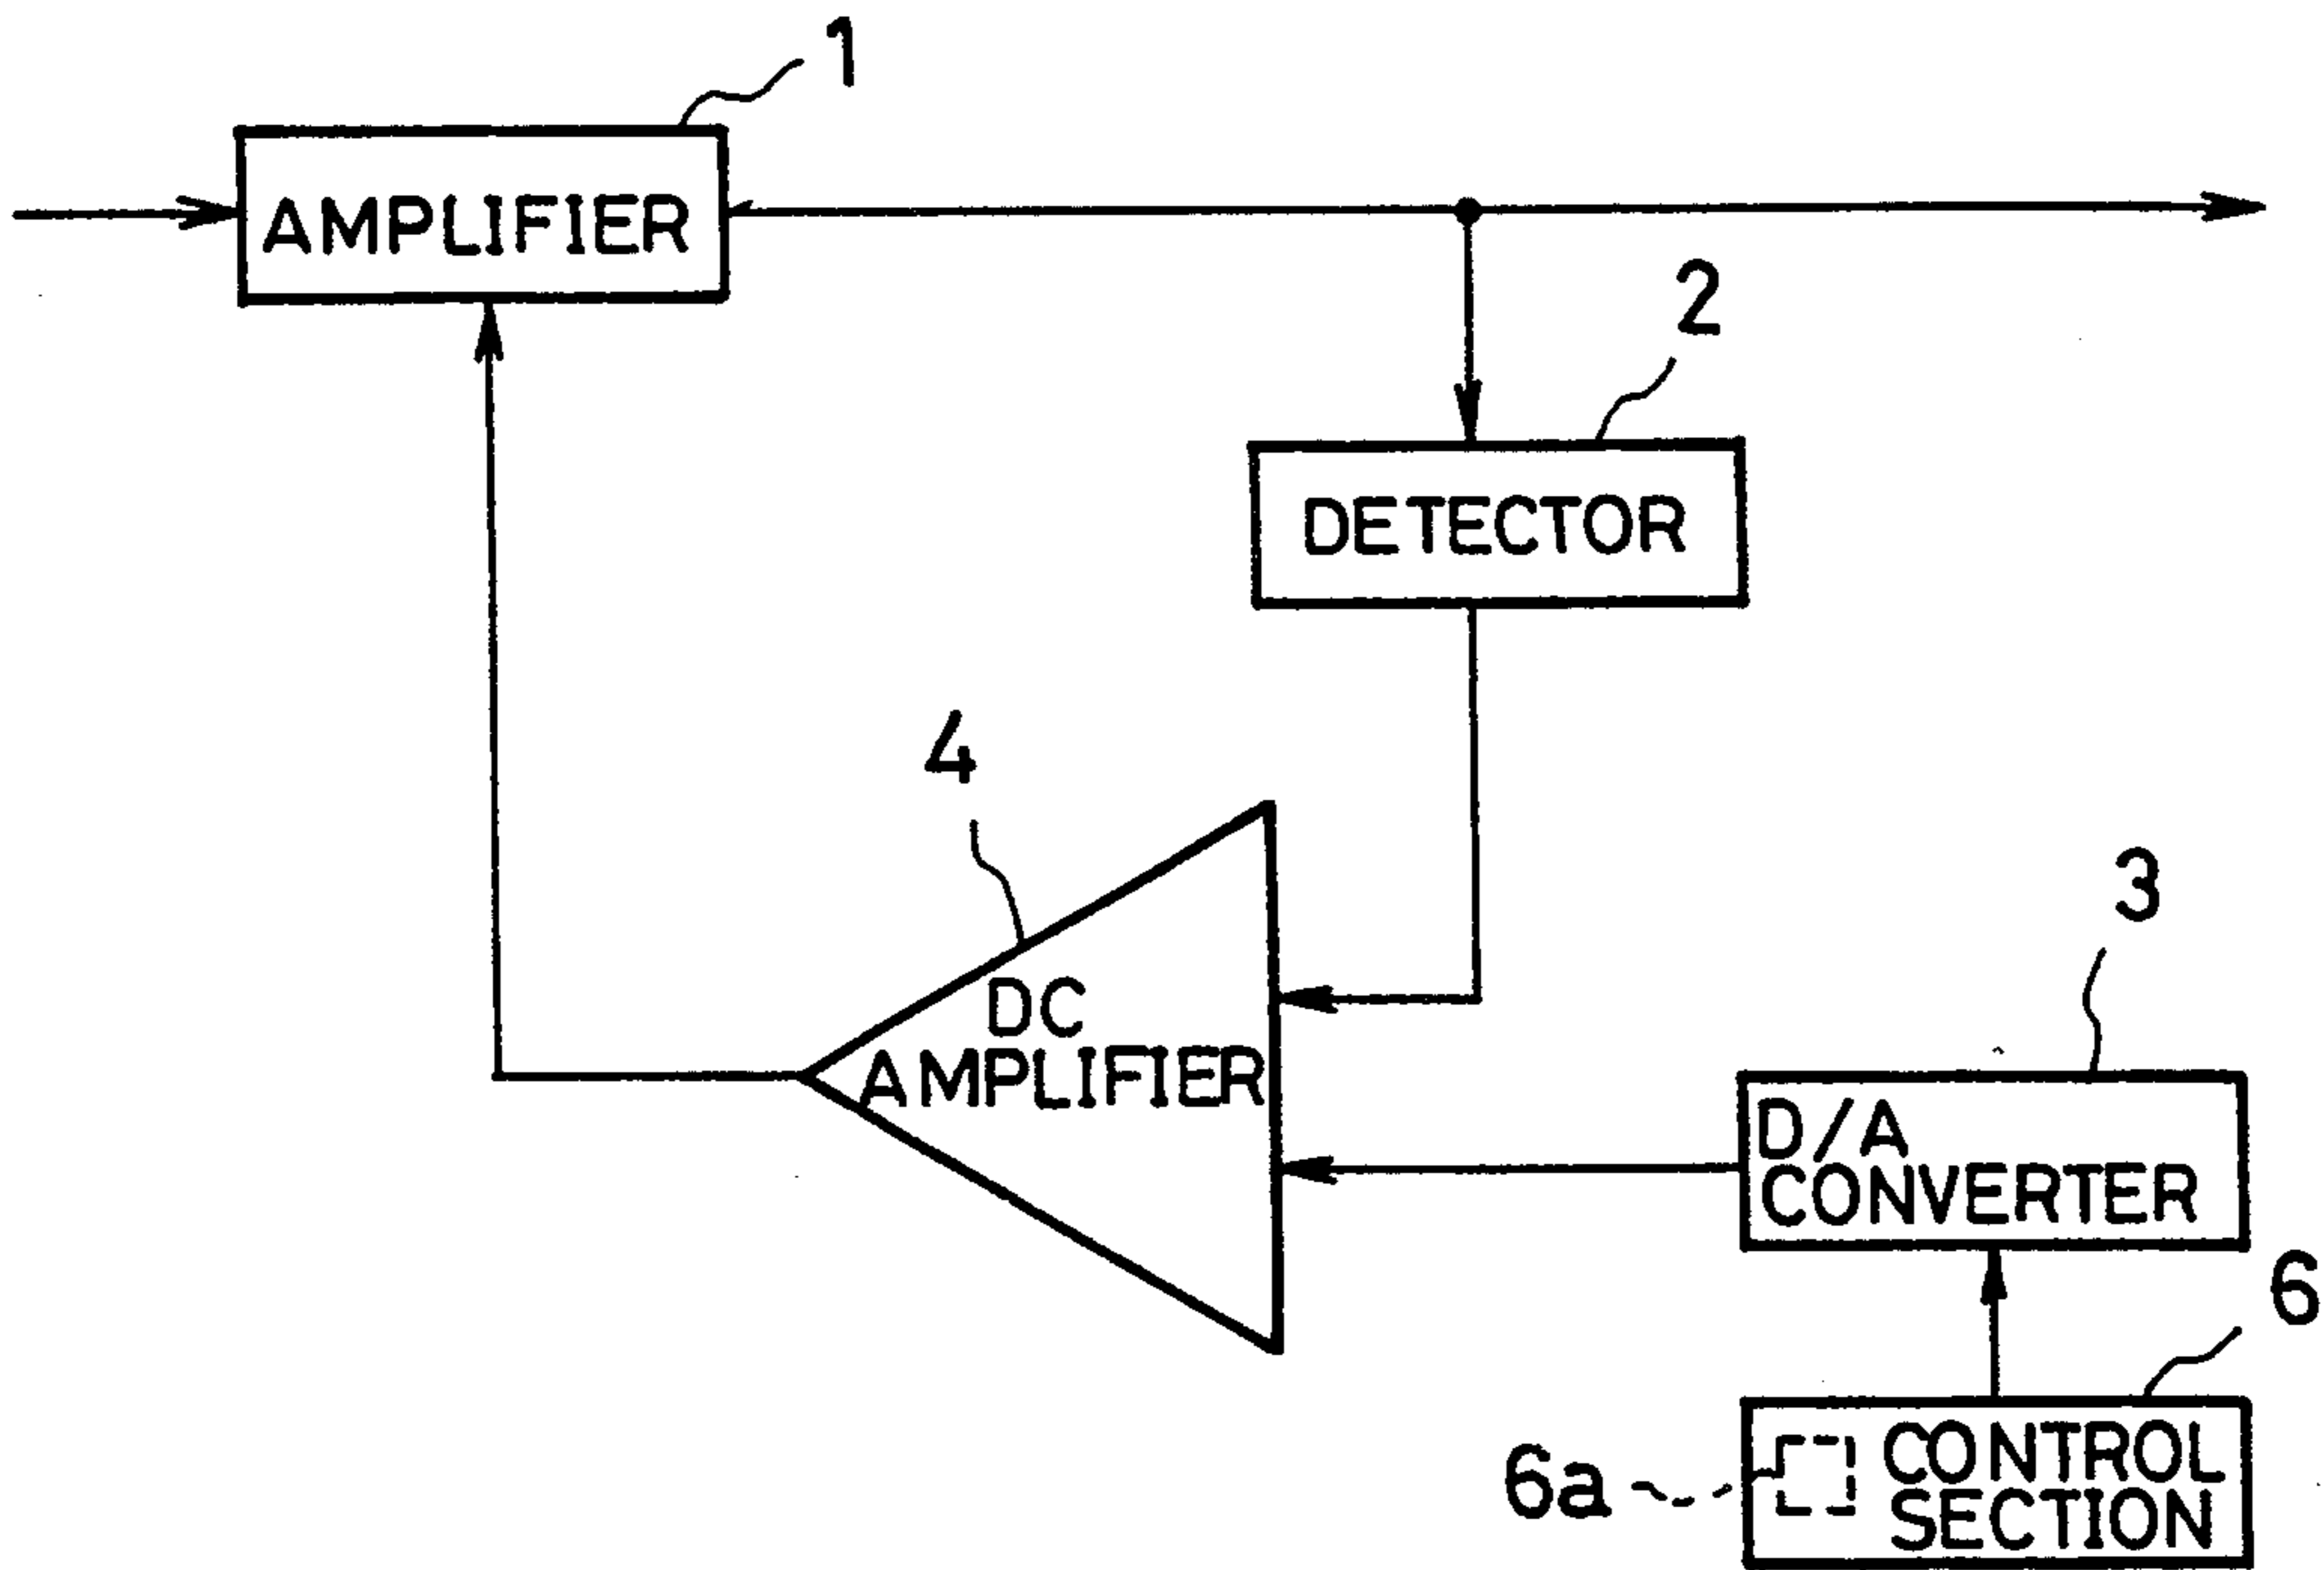 1
AMPLIFIER
2
DETECTOR
4
DC
AMPLIFIER
3
D/A
CONVERTER
6
6a
CONTROL
SECTION